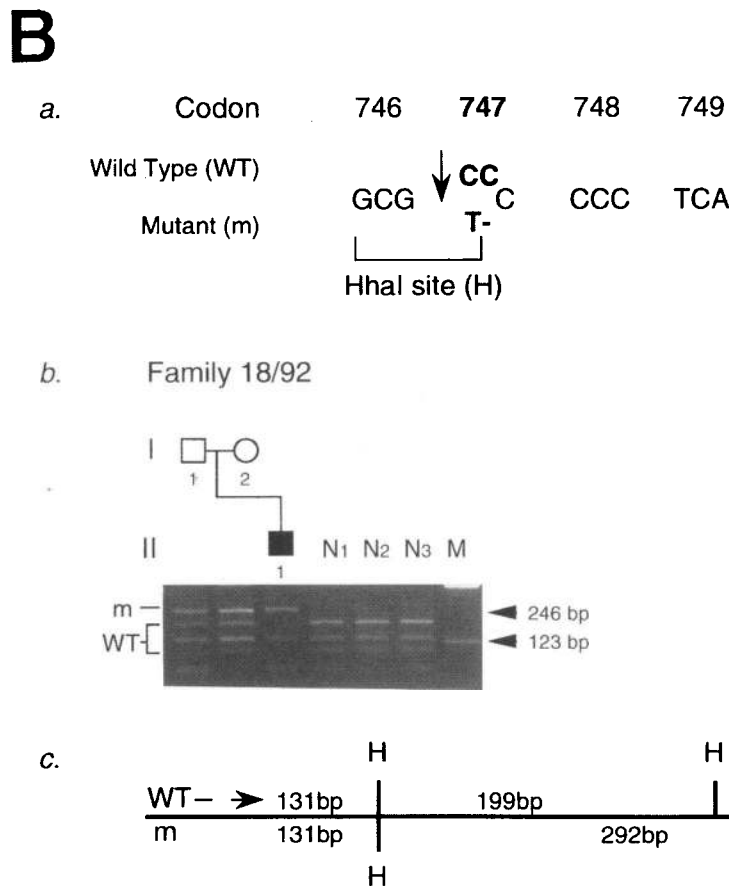 B
a. Codon 746 747 748 749
Wild Type (WT) CC
GCG C CCC TCA
Mutant (m) T-
HhaI site (H)
b. Family 18/92
I
1 2
II N1 N2 N3 M
1
m 246 bp
WT 123 bp
c. H H
WT 131bp 199bp
m 131bp 292bp
H